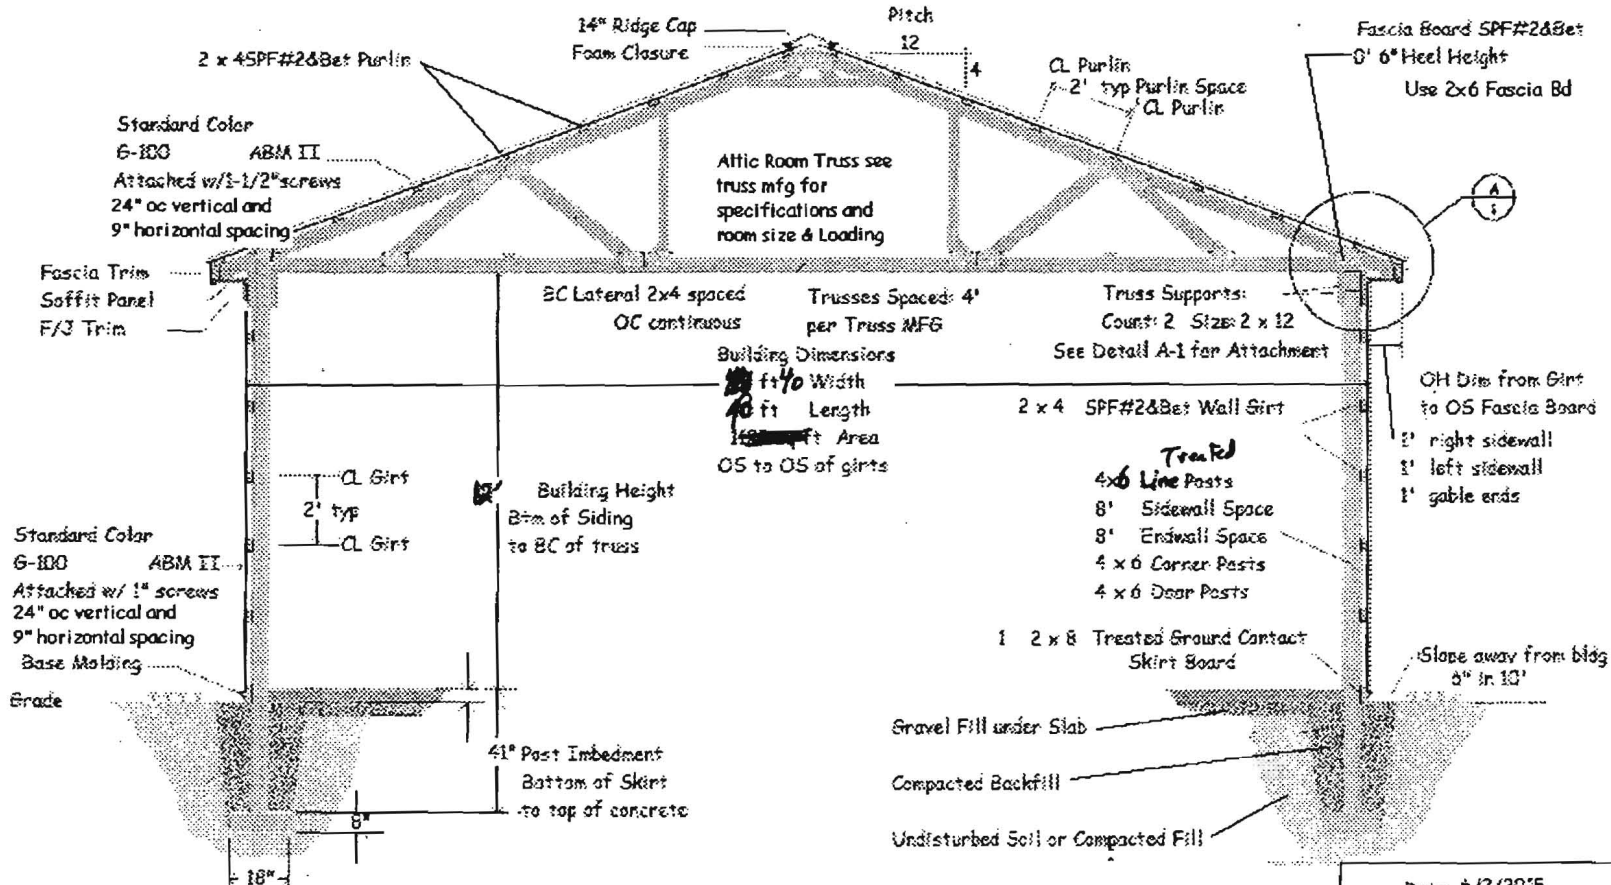 14" Ridge Cap
Foam Closure
Pitch
12
4
2 x 4SPF#2&Bet Purlin
CL Purlin
2' typ Purlin Space
CL Purlin
Fascia Board SPF#2&Bet
0' 6" Heel Height
Use 2x6 Fascia Bd
Standard Color
G-100 ABM II
Attached w/1-1/2" screws
24" oc vertical and
9" horizontal spacing
Attic Room Truss see
truss mfg for
specifications and
room size & Loading
A
1
Fascia Trim
Soffit Panel
F/J Trim
BC Lateral 2x4 spaced
OC continuous
Trusses Spaced: 4'
per Truss MFG
Truss Supports:
Count: 2 Size: 2 x 12
See Detail A-1 for Attachment
Building Dimensions
ft 40 Width
ft Length
ft Area
OS to OS of girts
2 x 4 SPF#2&Bet Wall Girt
OH Dim from Girt
to OS Fascia Board
1' right sidewall
1' left sidewall
1' gable ends
Treated
4x6 Line Posts
8' Sidewall Space
8' Endwall Space
4 x 6 Corner Posts
4 x 6 Door Posts
CL Girt
2' typ
CL Girt
Building Height
Btm of Siding
to BC of truss
Standard Color
G-100 ABM II
Attached w/ 1" screws
24" oc vertical and
9" horizontal spacing
Base Molding
Grade
1 2 x 8 Treated Ground Contact
Skirt Board
Slope away from bldg
in 10'
41" Post Imbedment
Bottom of Skirt
to top of concrete
8"
18"
Gravel Fill under Slab
Compacted Backfill
Undisturbed Soil or Compacted Fill